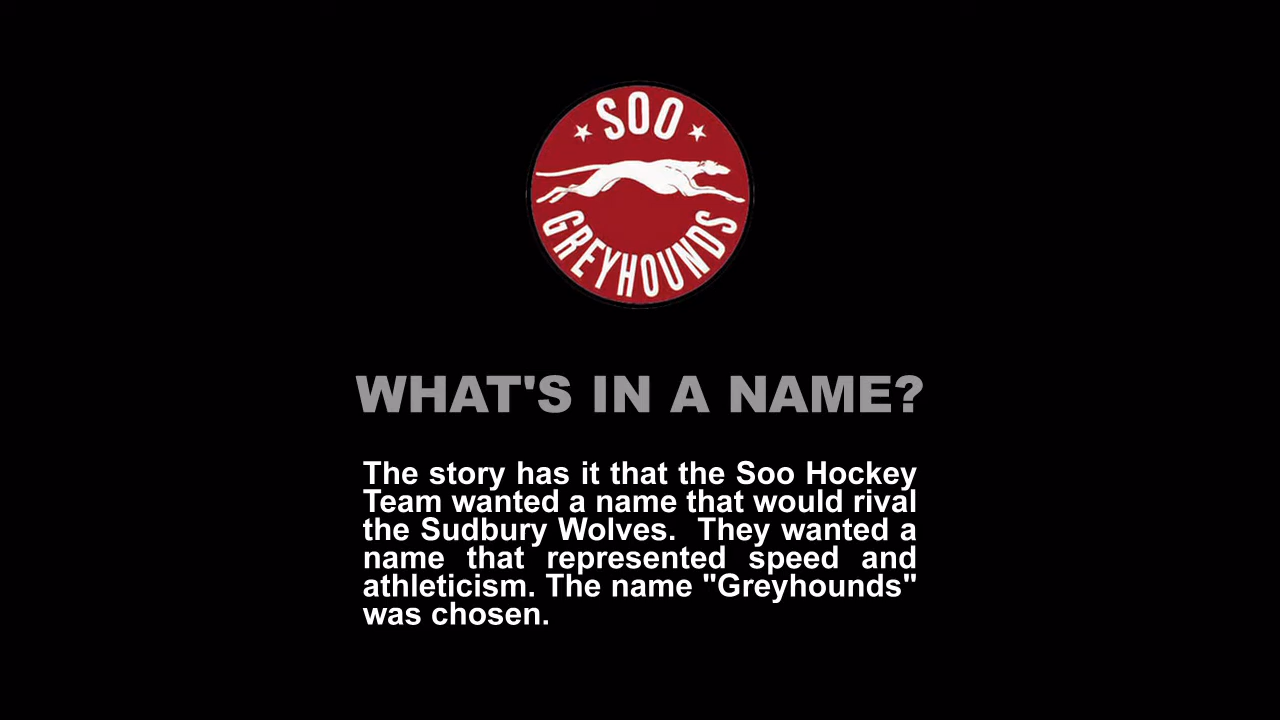 SOO
GREYHOUNDS
WHAT'S IN A NAME?
The story has it that the Soo Hockey
Team wanted a name that would rival
the Sudbury Wolves.  They wanted a
name that represented speed and
athleticism. The name "Greyhounds"
was chosen.